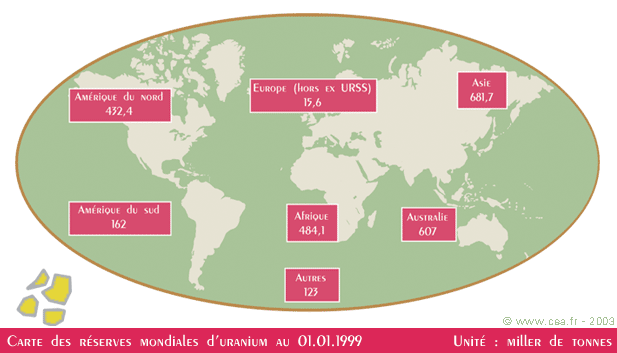 Amérique du nord
432,4
Europe (hors ex URSS)
15,6
Asie
681,7
Amérique du sud
162
Afrique
484,1
Australie
607
Autres
123
© www.cea.fr - 2003
Carte des réserves mondiales d'uranium au 01.01.1999
Unité : miller de tonnes